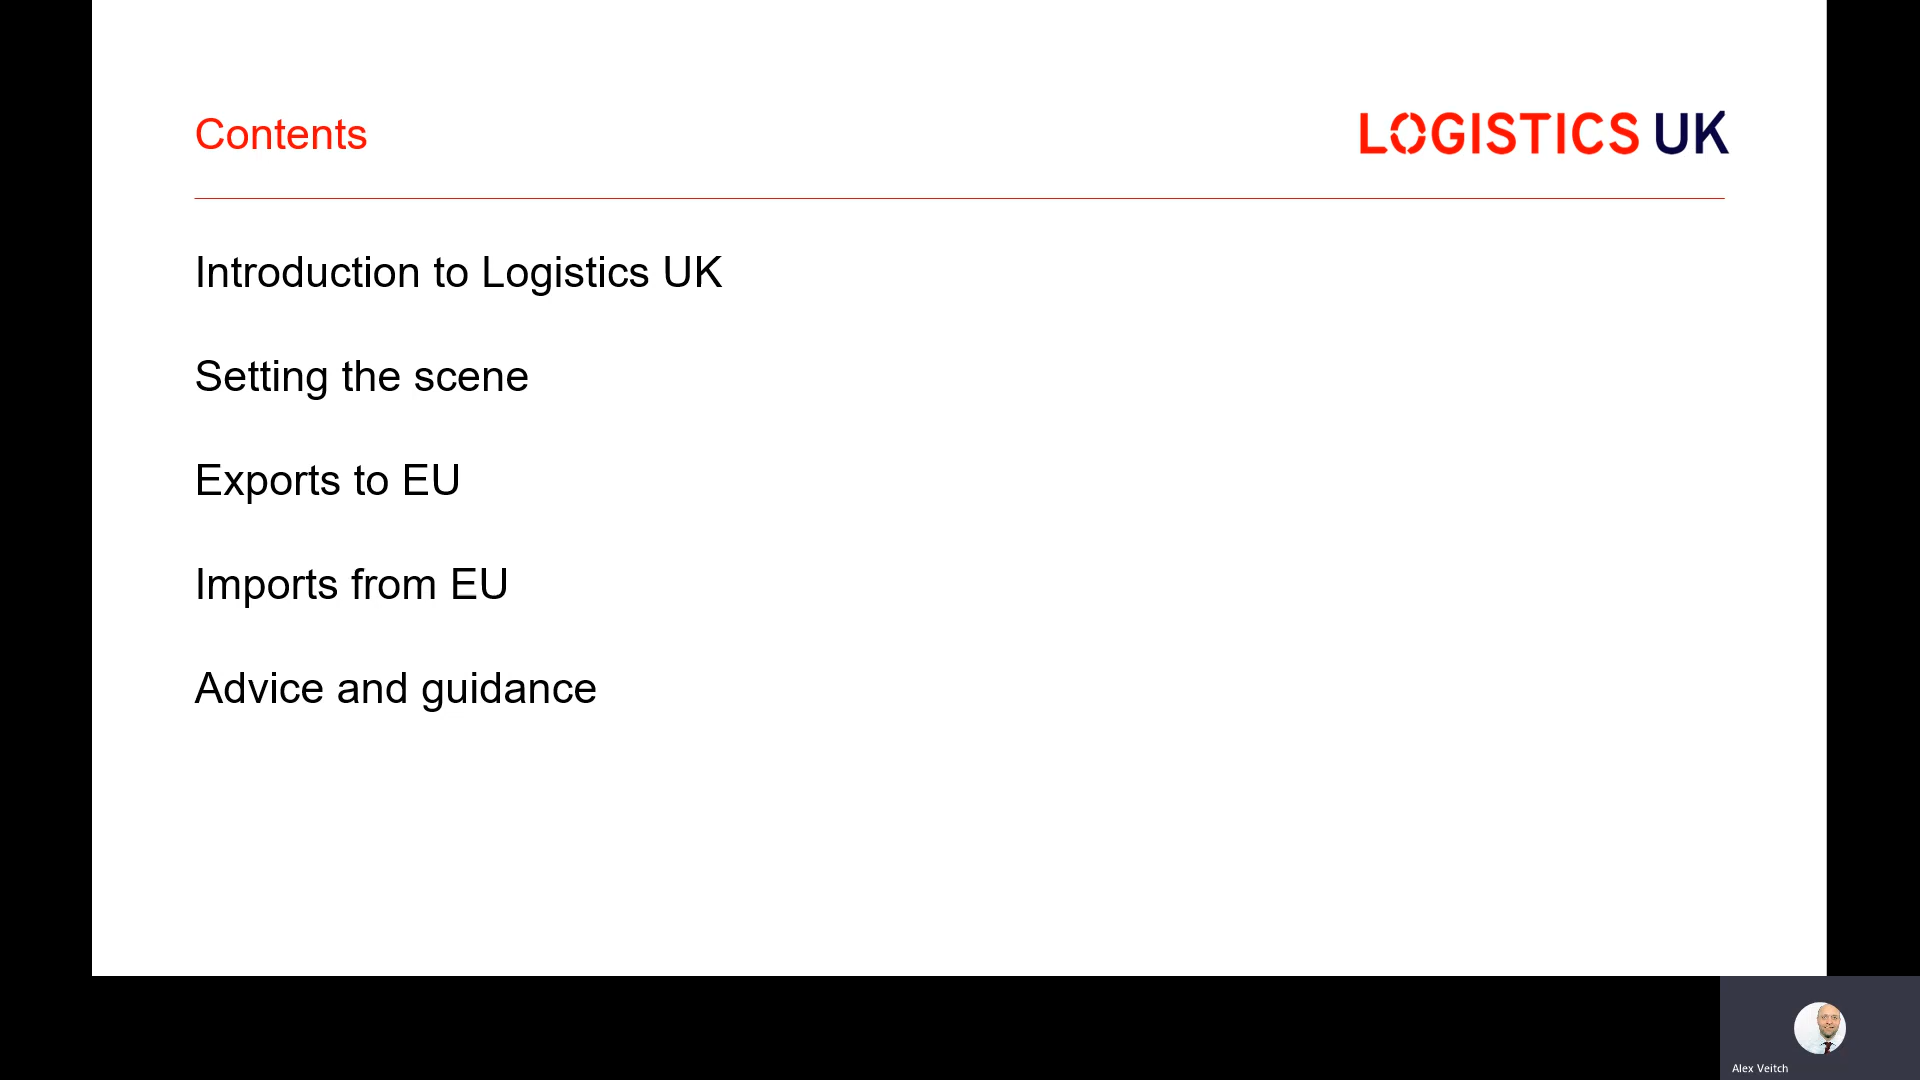 Contents
LOGISTICS UK
Introduction to Logistics UK
Setting the scene
Exports to EU
Imports from EU
Advice and guidance
Alex Veitch